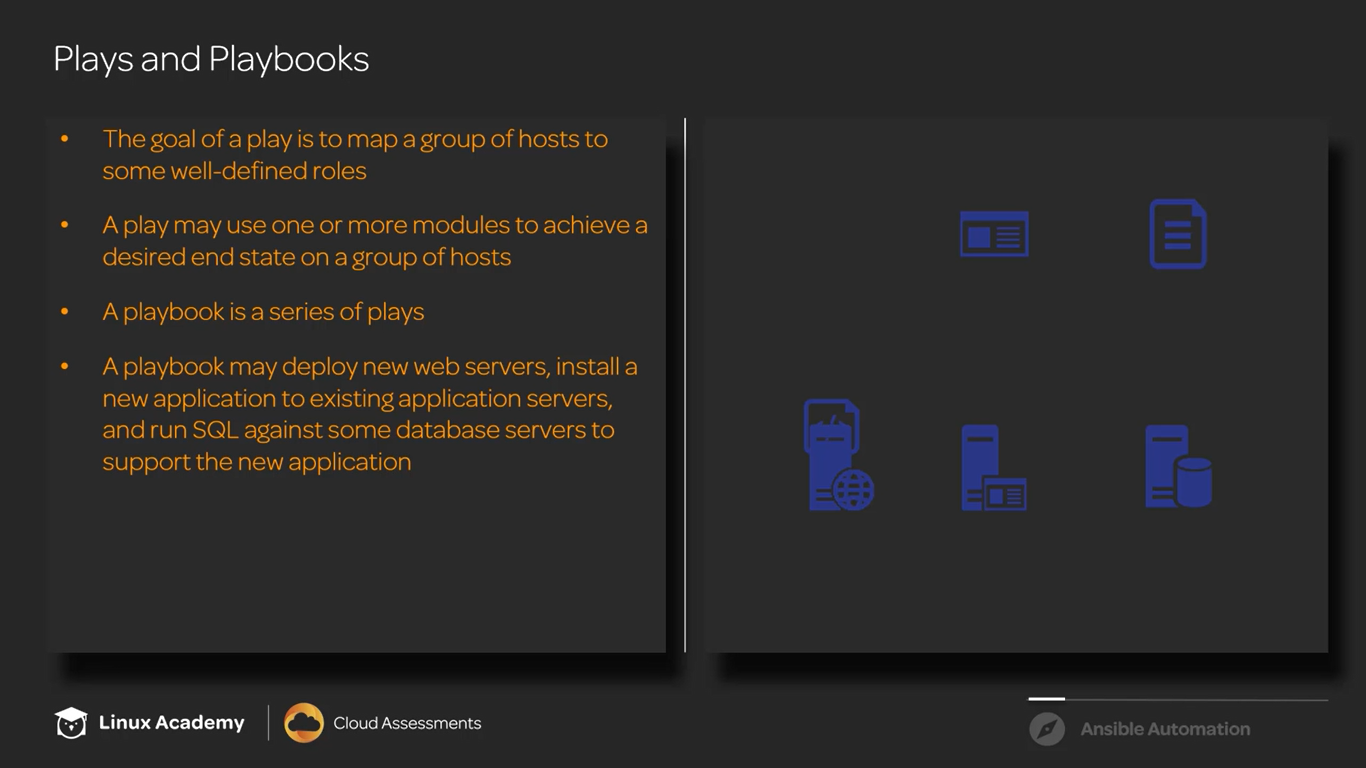 Plays and Playbooks
• The goal of a play is to map a group of hosts to
some well-defined roles
• A play may use one or more modules to achieve a
desired end state on a group of hosts
• A playbook is a series of plays
• A playbook may deploy new web servers, install a
new application to existing application servers,
and run SQL against some database servers to
support the new application
Linux Academy
Cloud Assessments
Ansible Automation